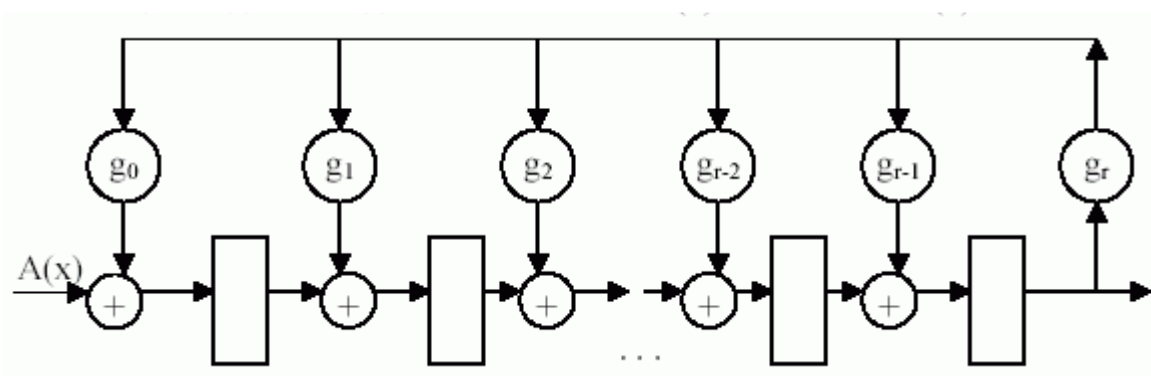 g₀ g₁ g₂ gᵣ₋₂ gᵣ₋₁ gᵣ
A(x)
+ + + + +
. . .